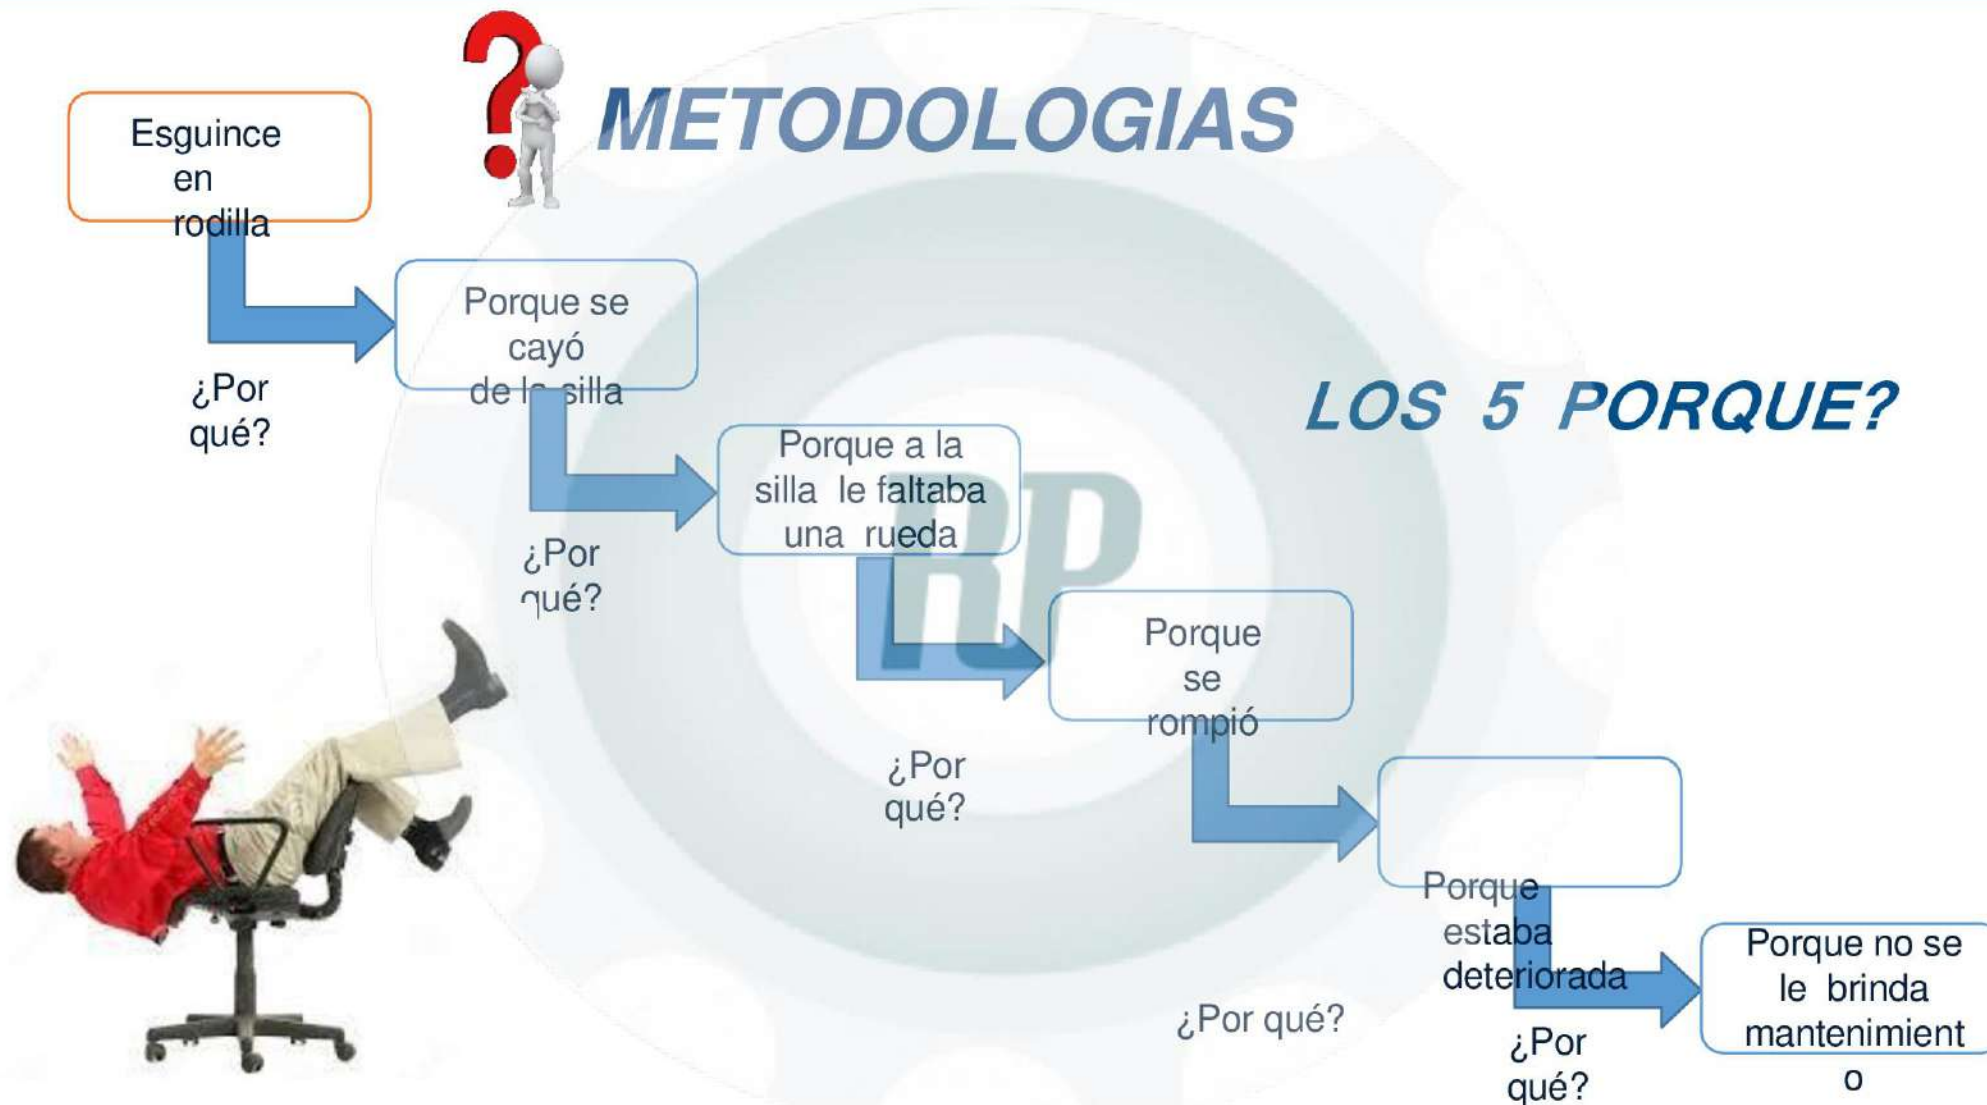 METODOLOGIAS
Esguince
en
rodilla
¿Por
qué?
Porque se
cayó
de la silla
LOS 5 PORQUE?
¿Por
qué?
Porque a la
silla le faltaba
una rueda
RP
¿Por
qué?
Porque
se
rompió
¿Por qué?
Porque
estaba
deteriorada
¿Por
qué?
Porque no se
le brinda
mantenimient
o